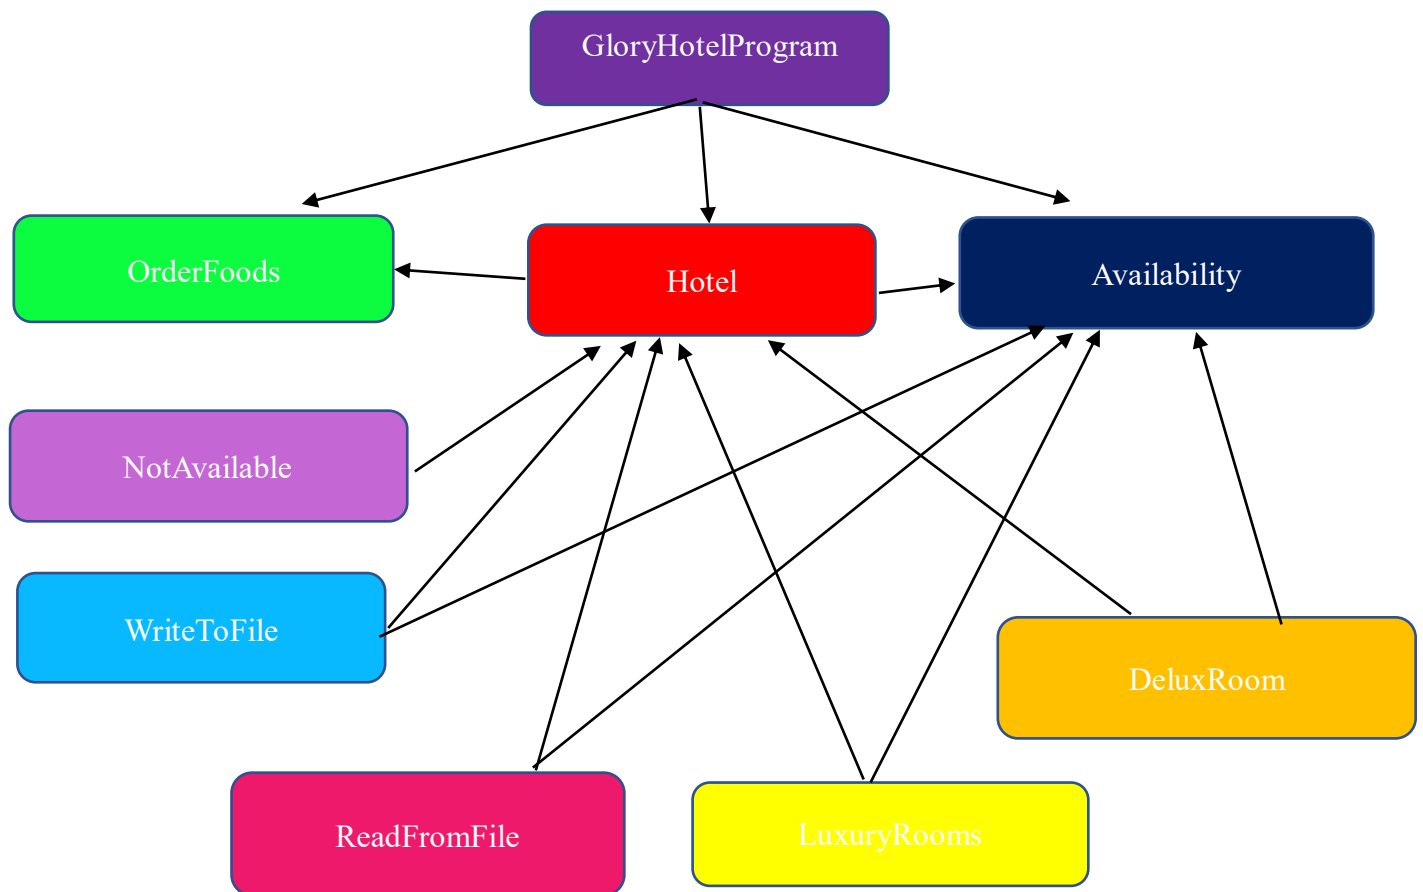 GloryHotelProgram
OrderFoods
Hotel
Availability
NotAvailable
WriteToFile
DeluxRoom
ReadFromFile
LuxuryRooms